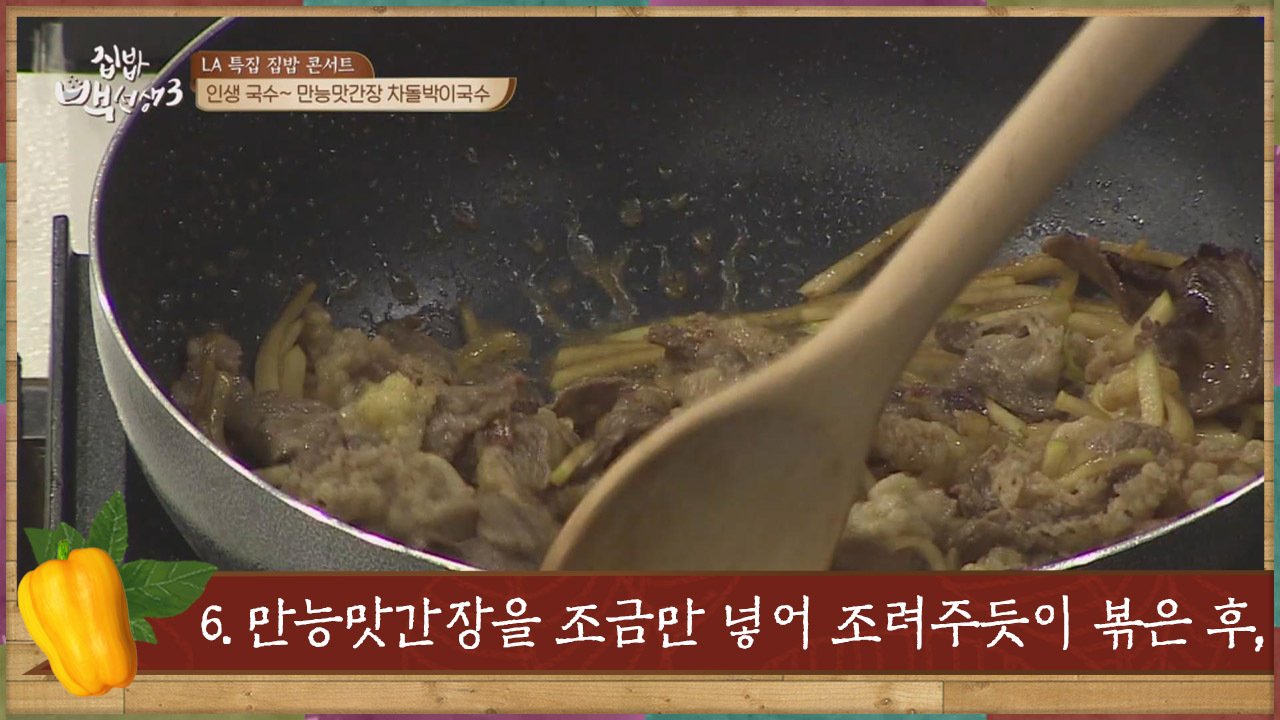 집밥
백선생3
LA 특집 집밥 콘서트
인생 국수~ 만능맛간장 차돌박이국수
6. 만능맛간장을 조금만 넣어 조려주듯이 볶은 후,